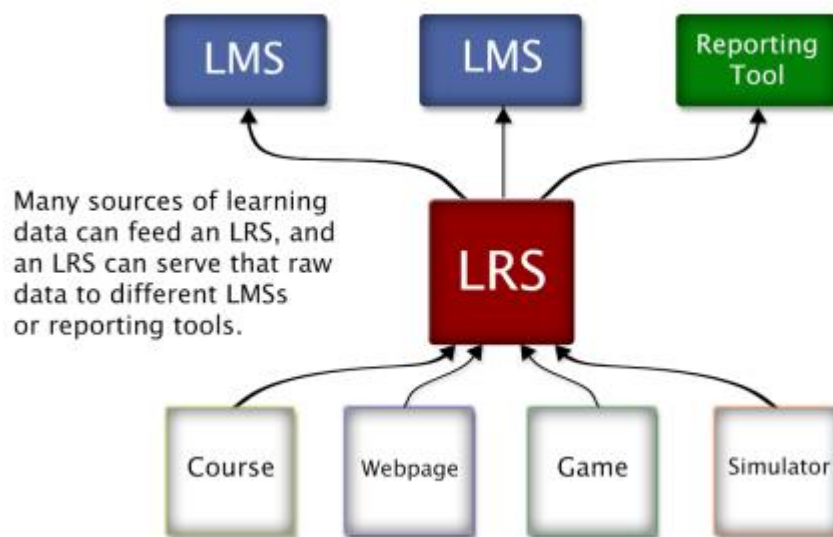 LMS
LMS
Reporting
Tool
Many sources of learning
data can feed an LRS, and
an LRS can serve that raw
data to different LMSs
or reporting tools.
LRS
Course
Webpage
Game
Simulator